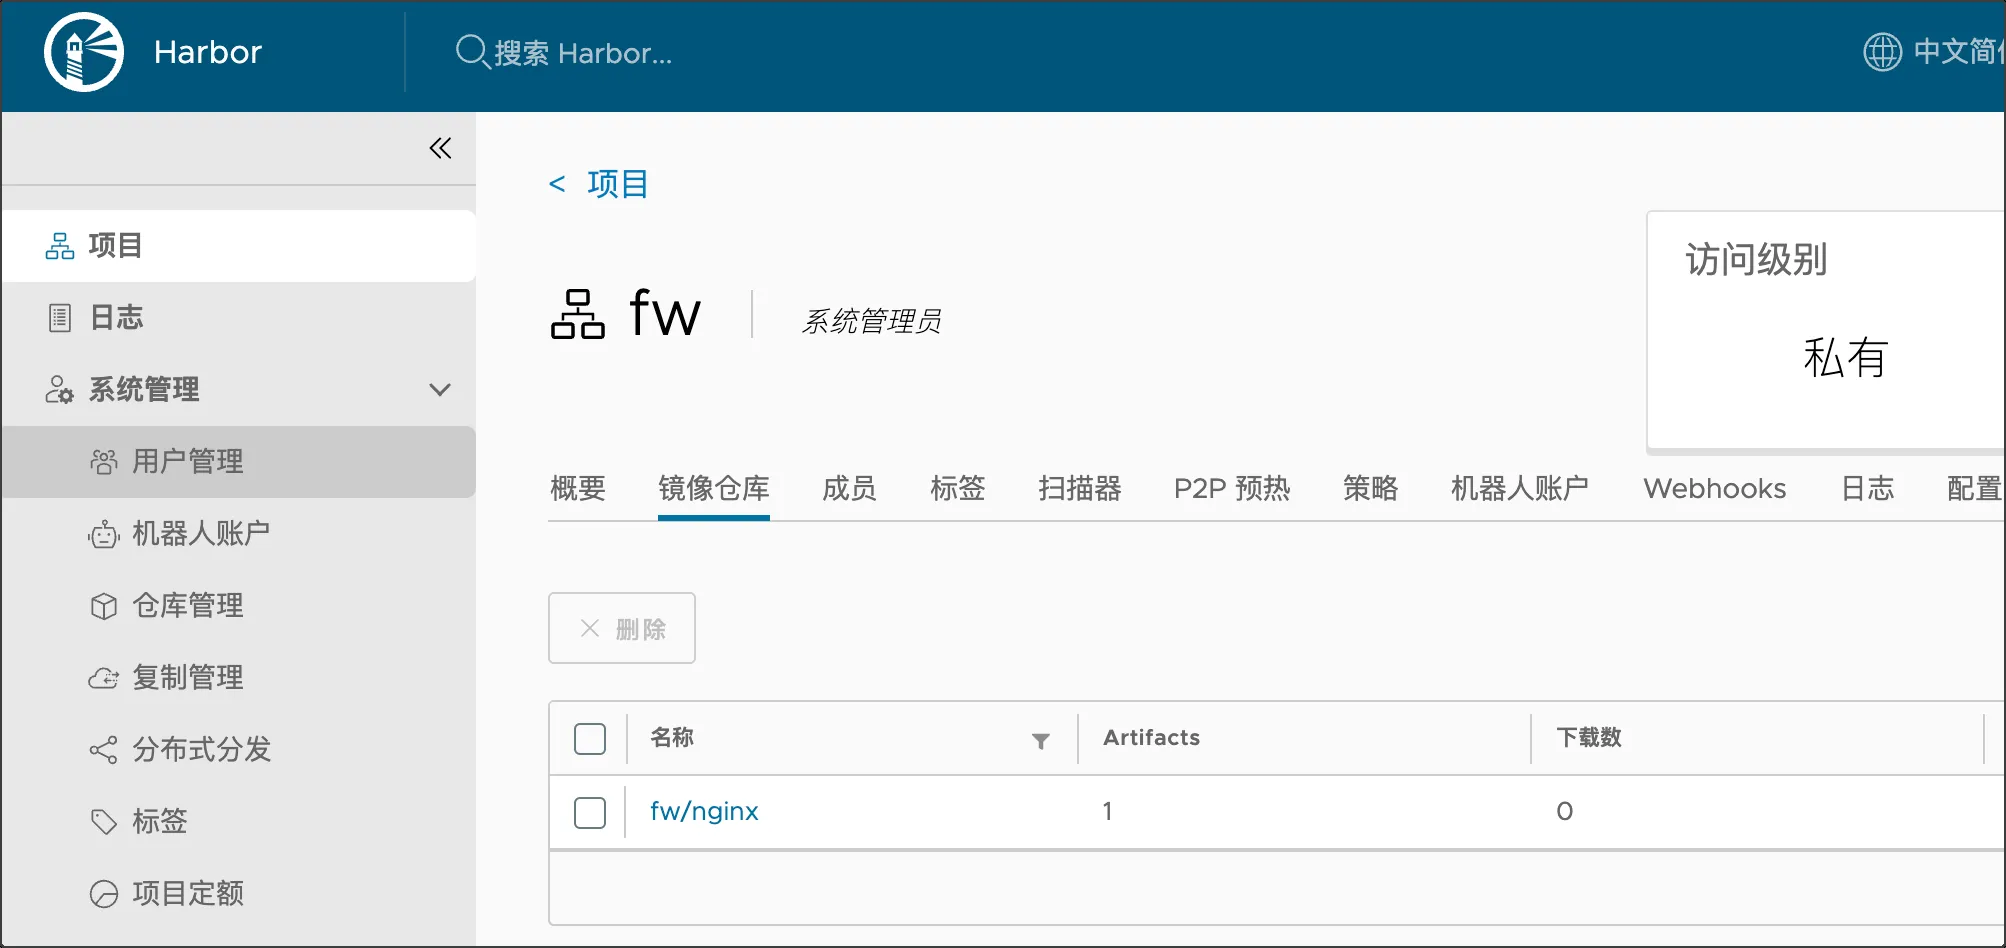 Harbor
搜索 Harbor...
中文简
项目
日志
系统管理
用户管理
机器人账户
仓库管理
复制管理
分布式分发
标签
项目定额
< 项目
fw
系统管理员
访问级别
私有
概要 镜像仓库 成员 标签 扫描器 P2P 预热 策略 机器人账户 Webhooks 日志 配置
删除
名称 Artifacts 下载数
fw/nginx 1 0